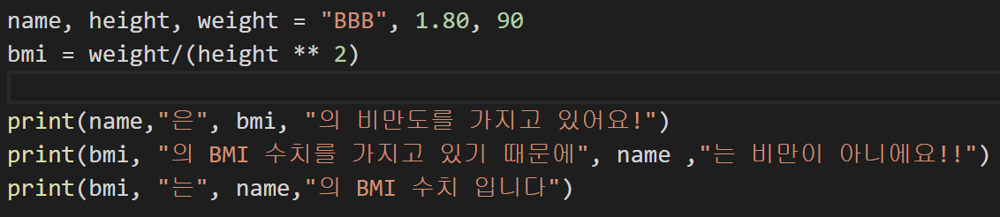 name, height, weight = "BBB", 1.80, 90
bmi = weight/(height ** 2)
print(name,"은", bmi, "의 비만도를 가지고 있어요!")
print(bmi, "의 BMI 수치를 가지고 있기 때문에", name ,"는 비만이 아니에요!!")
print(bmi, "는", name,"의 BMI 수치 입니다")